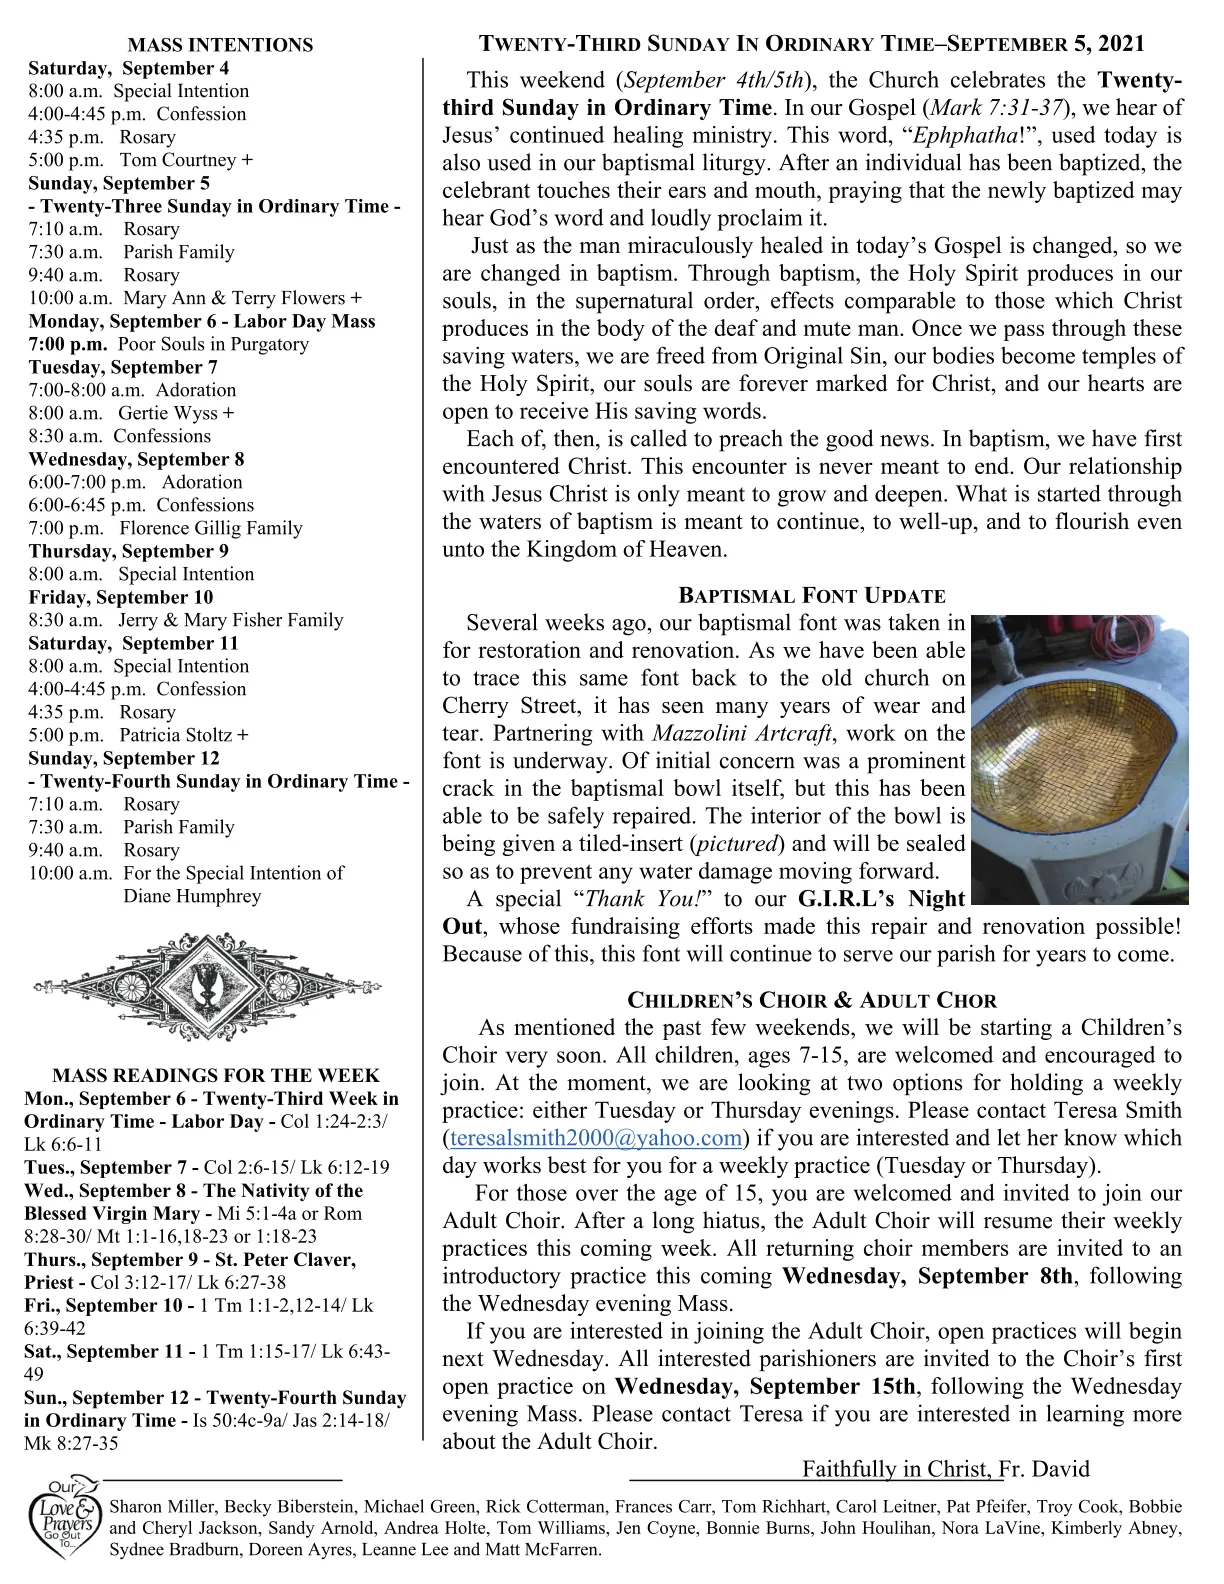 MASS INTENTIONS
Saturday,  September 4
8:00 a.m.  Special Intention
4:00-4:45 p.m.  Confession
4:35 p.m.   Rosary
5:00 p.m.   Tom Courtney +
Sunday, September 5
- Twenty-Three Sunday in Ordinary Time -
7:10 a.m.    Rosary
7:30 a.m.    Parish Family
9:40 a.m.    Rosary
10:00 a.m.  Mary Ann & Terry Flowers +
Monday, September 6 - Labor Day Mass
7:00 p.m.  Poor Souls in Purgatory
Tuesday, September 7
7:00-8:00 a.m.  Adoration
8:00 a.m.   Gertie Wyss +
8:30 a.m.  Confessions
Wednesday, September 8
6:00-7:00 p.m.   Adoration
6:00-6:45 p.m.  Confessions
7:00 p.m.   Florence Gillig Family
Thursday, September 9
8:00 a.m.   Special Intention
Friday, September 10
8:30 a.m.   Jerry & Mary Fisher Family
Saturday,  September 11
8:00 a.m.  Special Intention
4:00-4:45 p.m.  Confession
4:35 p.m.   Rosary
5:00 p.m.   Patricia Stoltz +
Sunday, September 12
- Twenty-Fourth Sunday in Ordinary Time -
7:10 a.m.    Rosary
7:30 a.m.    Parish Family
9:40 a.m.    Rosary
10:00 a.m.  For the Special Intention of
Diane Humphrey
MASS READINGS FOR THE WEEK
Mon., September 6 - Twenty-Third Week in
Ordinary Time - Labor Day - Col 1:24-2:3/
Lk 6:6-11
Tues., September 7 - Col 2:6-15/ Lk 6:12-19
Wed., September 8 - The Nativity of the
Blessed Virgin Mary - Mi 5:1-4a or Rom
8:28-30/ Mt 1:1-16,18-23 or 1:18-23
Thurs., September 9 - St. Peter Claver,
Priest - Col 3:12-17/ Lk 6:27-38
Fri., September 10 - 1 Tm 1:1-2,12-14/ Lk
6:39-42
Sat., September 11 - 1 Tm 1:15-17/ Lk 6:43-
49
Sun., September 12 - Twenty-Fourth Sunday
in Ordinary Time - Is 50:4c-9a/ Jas 2:14-18/
Mk 8:27-35
TWENTY-THIRD SUNDAY IN ORDINARY TIME–SEPTEMBER 5, 2021
This weekend (September 4th/5th), the Church celebrates the Twenty-
third Sunday in Ordinary Time. In our Gospel (Mark 7:31-37), we hear of
Jesus’ continued healing ministry. This word, “Ephphatha!”, used today is
also used in our baptismal liturgy. After an individual has been baptized, the
celebrant touches their ears and mouth, praying that the newly baptized may
hear God’s word and loudly proclaim it.
Just as the man miraculously healed in today’s Gospel is changed, so we
are changed in baptism. Through baptism, the Holy Spirit produces in our
souls, in the supernatural order, effects comparable to those which Christ
produces in the body of the deaf and mute man. Once we pass through these
saving waters, we are freed from Original Sin, our bodies become temples of
the Holy Spirit, our souls are forever marked for Christ, and our hearts are
open to receive His saving words.
Each of, then, is called to preach the good news. In baptism, we have first
encountered Christ. This encounter is never meant to end. Our relationship
with Jesus Christ is only meant to grow and deepen. What is started through
the waters of baptism is meant to continue, to well-up, and to flourish even
unto the Kingdom of Heaven.
BAPTISMAL FONT UPDATE
Several weeks ago, our baptismal font was taken in
for restoration and renovation. As we have been able
to trace this same font back to the old church on
Cherry Street, it has seen many years of wear and
tear. Partnering with Mazzolini Artcraft, work on the
font is underway. Of initial concern was a prominent
crack in the baptismal bowl itself, but this has been
able to be safely repaired. The interior of the bowl is
being given a tiled-insert (pictured) and will be sealed
so as to prevent any water damage moving forward.
A special “Thank You!” to our G.I.R.L’s Night
Out, whose fundraising efforts made this repair and renovation possible!
Because of this, this font will continue to serve our parish for years to come.
CHILDREN’S CHOIR & ADULT CHOR
As mentioned the past few weekends, we will be starting a Children’s
Choir very soon. All children, ages 7-15, are welcomed and encouraged to
join. At the moment, we are looking at two options for holding a weekly
practice: either Tuesday or Thursday evenings. Please contact Teresa Smith
(teresalsmith2000@yahoo.com) if you are interested and let her know which
day works best for you for a weekly practice (Tuesday or Thursday).
For those over the age of 15, you are welcomed and invited to join our
Adult Choir. After a long hiatus, the Adult Choir will resume their weekly
practices this coming week. All returning choir members are invited to an
introductory practice this coming Wednesday, September 8th, following
the Wednesday evening Mass.
If you are interested in joining the Adult Choir, open practices will begin
next Wednesday. All interested parishioners are invited to the Choir’s first
open practice on Wednesday, September 15th, following the Wednesday
evening Mass. Please contact Teresa if you are interested in learning more
about the Adult Choir.
Faithfully in Christ, Fr. David
Our
Love &
Prayers
Go Out
To...
Sharon Miller, Becky Biberstein, Michael Green, Rick Cotterman, Frances Carr, Tom Richhart, Carol Leitner, Pat Pfeifer, Troy Cook, Bobbie
and Cheryl Jackson, Sandy Arnold, Andrea Holte, Tom Williams, Jen Coyne, Bonnie Burns, John Houlihan, Nora LaVine, Kimberly Abney,
Sydnee Bradburn, Doreen Ayres, Leanne Lee and Matt McFarren.